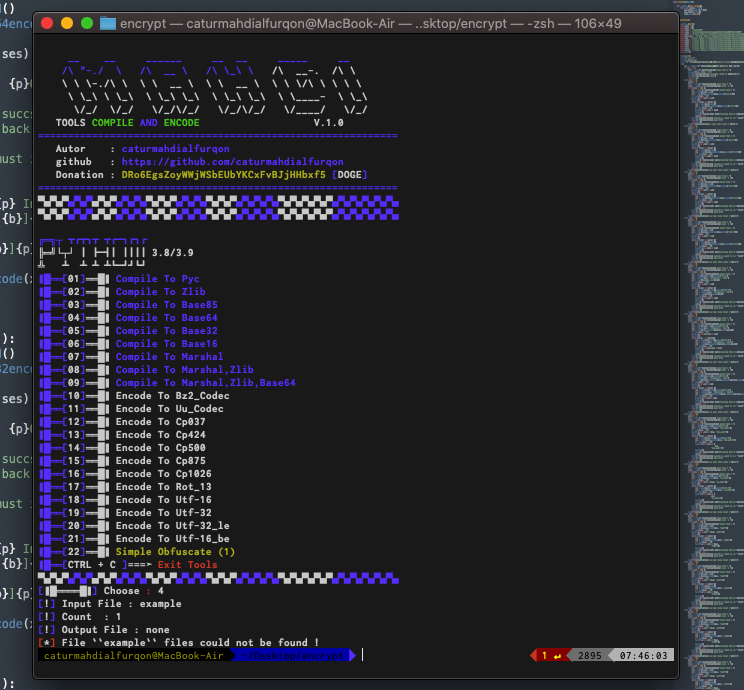 encrypt — caturmahdialfurqon@MacBook-Air — ..sktop/encrypt — -zsh — 106×49
TOOLS COMPILE AND ENCODE V.1.0
Autor : caturmahdialfurqon
github : https://github.com/caturmahdialfurqon
Donation : DRo6EgsZoyWWjWSbEUbYKCxFvBJjHHbxf5 [DOGE]
PYTHON 3.8/3.9
[01] Compile To Pyc
[02] Compile To Zlib
[03] Compile To Base85
[04] Compile To Base64
[05] Compile To Base32
[06] Compile To Base16
[07] Compile To Marshal
[08] Compile To Marshal,Zlib
[09] Compile To Marshal,Zlib,Base64
[10] Encode To Bz2_Codec
[11] Encode To Uu_Codec
[12] Encode To Cp037
[13] Encode To Cp424
[14] Encode To Cp500
[15] Encode To Cp875
[16] Encode To Cp1026
[17] Encode To Rot_13
[18] Encode To Utf-16
[19] Encode To Utf-32
[20] Encode To Utf-32_le
[21] Encode To Utf-16_be
[22] Simple Obfuscate (1)
[CTRL + C ]===➣ Exit Tools
Choose : 4
[!] Input File : example
[!] Count : 1
[!] Output File : none
[*] File ``example`` files could not be found !
caturmahdialfurqon@MacBook-Air ~/Desktop/encrypt 1 ↵ 2895 07:46:03